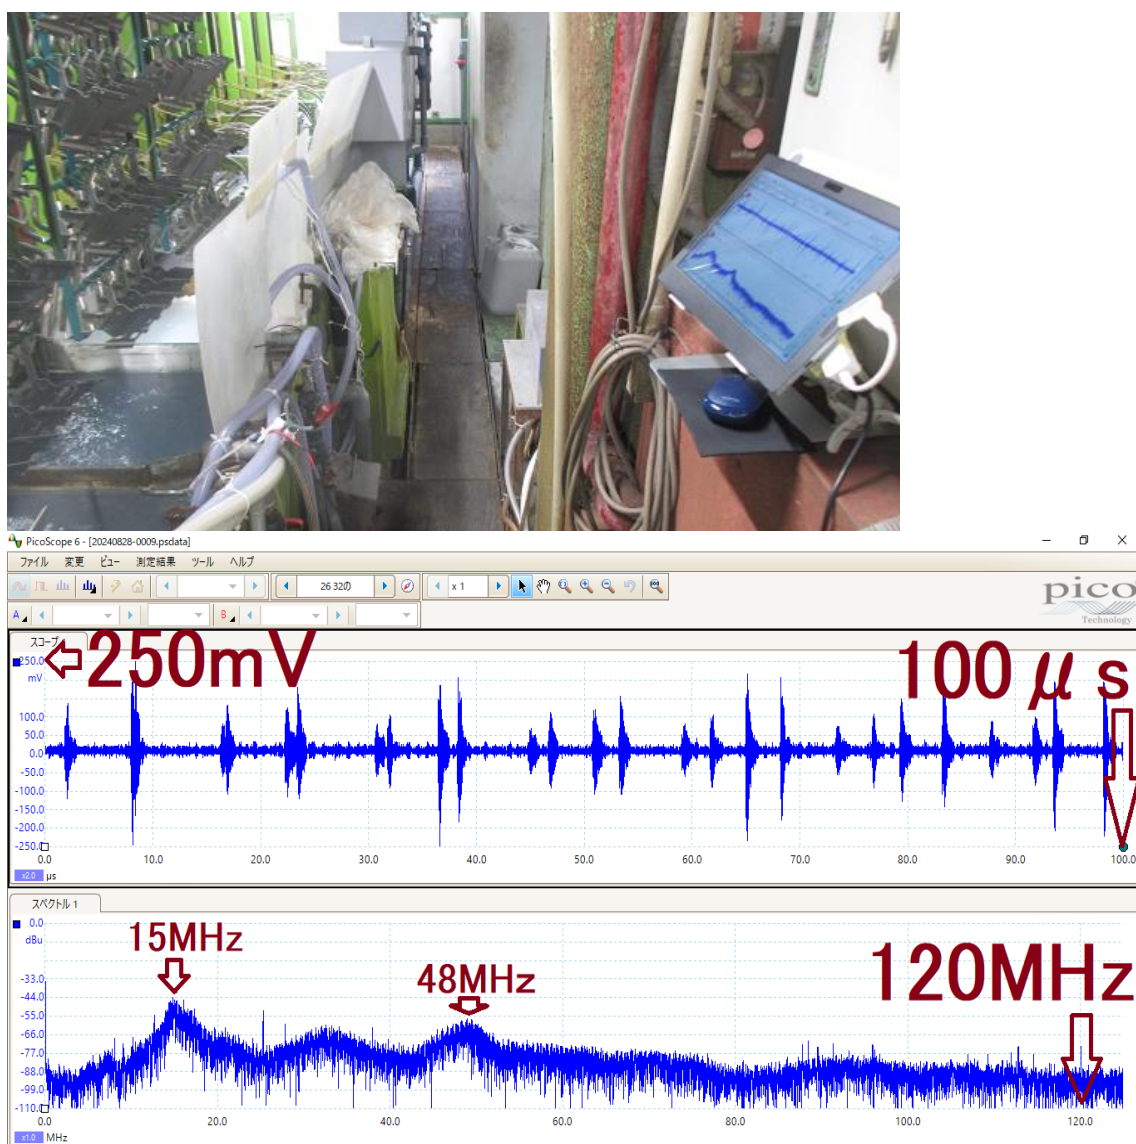 PicoScope 6 - [20240828-0009.psdata]
ファイル 変更 ビュー 測定結果 ツール ヘルプ
26 32の x 1
pico
Technology
A B
スコープ 1
250mV
100μs
250.0
mV
100.0
50.0
0.0
-50.0
-100.0
-150.0
-200.0
-250.0
0.0 10.0 20.0 30.0 40.0 50.0 60.0 70.0 80.0 90.0 100.0
x2.0 μs
スペクトル 1
0.0
dBu
15MHz
48MHz
120MHz
-33.0
-44.0
-55.0
-66.0
-77.0
-88.0
-99.0
-110.0
0.0 20.0 40.0 60.0 80.0 100.0 120.0
x1.0 MHz